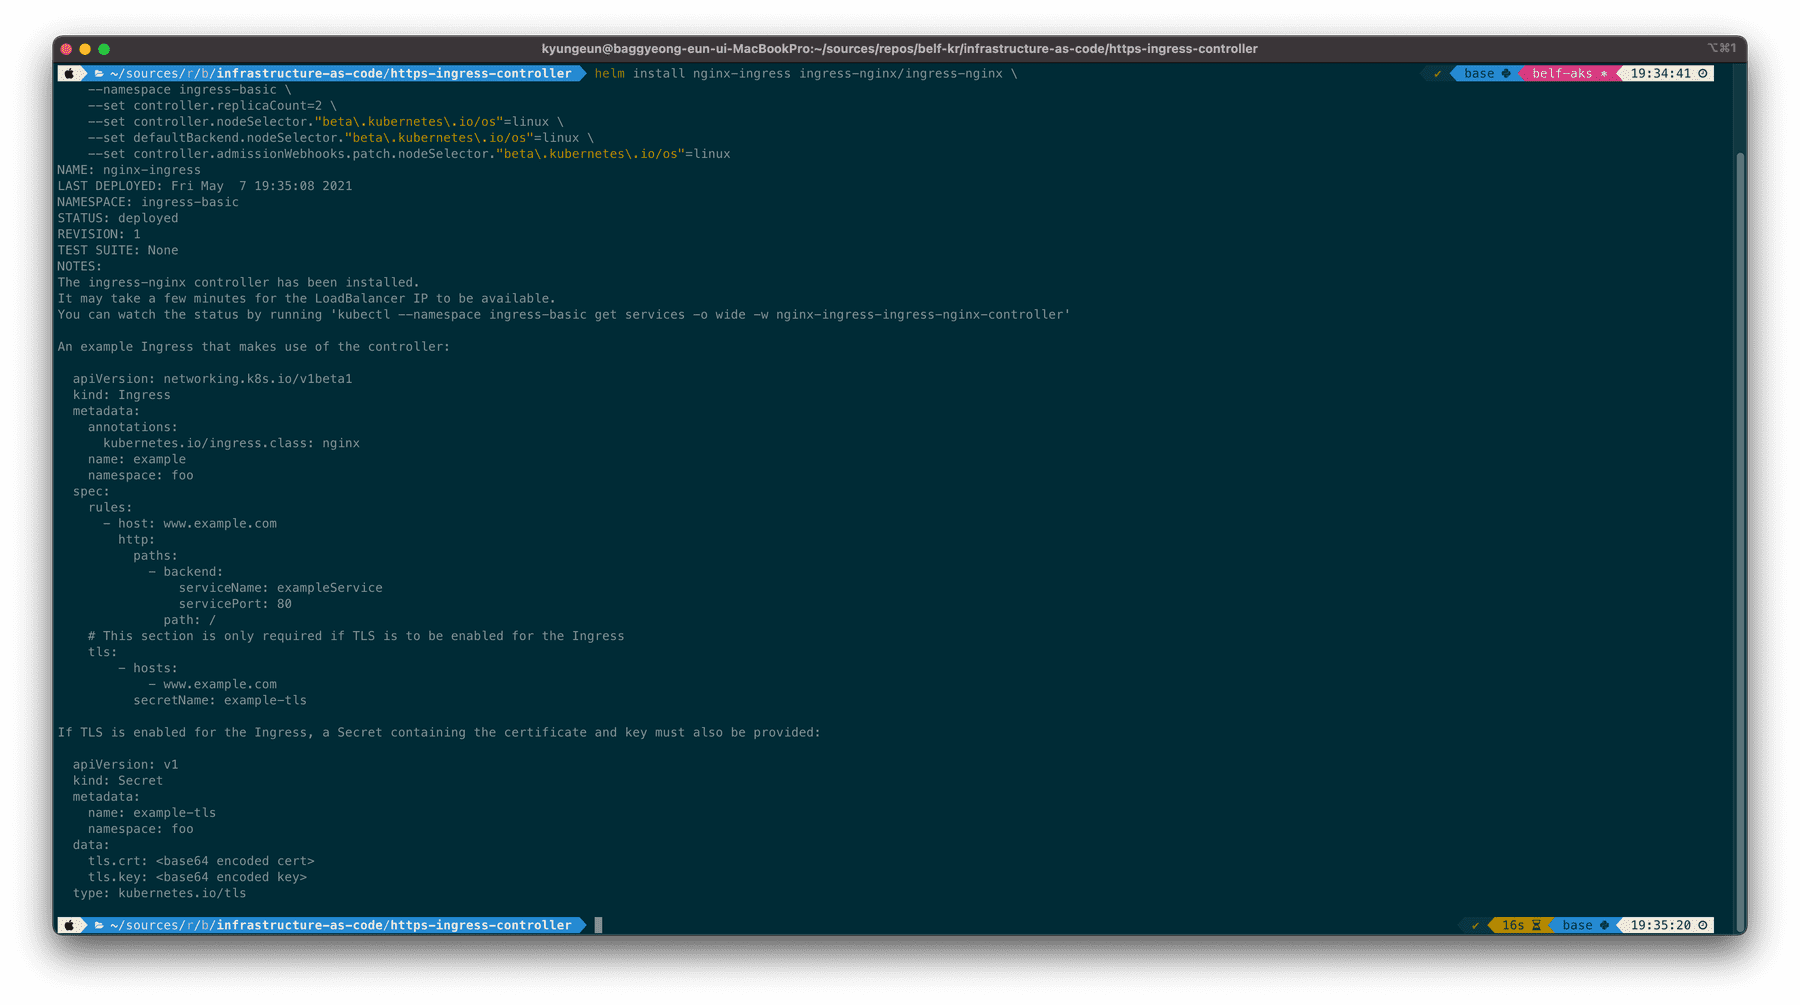 kyungeun@baggyeong-eun-ui-MacBookPro:~/sources/repos/belf-kr/infrastructure-as-code/https-ingress-controller
⌥⌘1
~/sources/r/b/infrastructure-as-code/https-ingress-controller helm install nginx-ingress ingress-nginx/ingress-nginx \ ✓ base belf-aks * 19:34:41
    --namespace ingress-basic \
    --set controller.replicaCount=2 \
    --set controller.nodeSelector."beta\.kubernetes\.io/os"=linux \
    --set defaultBackend.nodeSelector."beta\.kubernetes\.io/os"=linux \
    --set controller.admissionWebhooks.patch.nodeSelector."beta\.kubernetes\.io/os"=linux
NAME: nginx-ingress
LAST DEPLOYED: Fri May  7 19:35:08 2021
NAMESPACE: ingress-basic
STATUS: deployed
REVISION: 1
TEST SUITE: None
NOTES:
The ingress-nginx controller has been installed.
It may take a few minutes for the LoadBalancer IP to be available.
You can watch the status by running 'kubectl --namespace ingress-basic get services -o wide -w nginx-ingress-ingress-nginx-controller'
An example Ingress that makes use of the controller:
  apiVersion: networking.k8s.io/v1beta1
  kind: Ingress
  metadata:
    annotations:
      kubernetes.io/ingress.class: nginx
    name: example
    namespace: foo
  spec:
    rules:
      - host: www.example.com
        http:
          paths:
            - backend:
                serviceName: exampleService
                servicePort: 80
              path: /
    # This section is only required if TLS is to be enabled for the Ingress
    tls:
        - hosts:
            - www.example.com
          secretName: example-tls
If TLS is enabled for the Ingress, a Secret containing the certificate and key must also be provided:
  apiVersion: v1
  kind: Secret
  metadata:
    name: example-tls
    namespace: foo
  data:
    tls.crt: <base64 encoded cert>
    tls.key: <base64 encoded key>
  type: kubernetes.io/tls
~/sources/r/b/infrastructure-as-code/https-ingress-controller ✓ 16s base 19:35:20